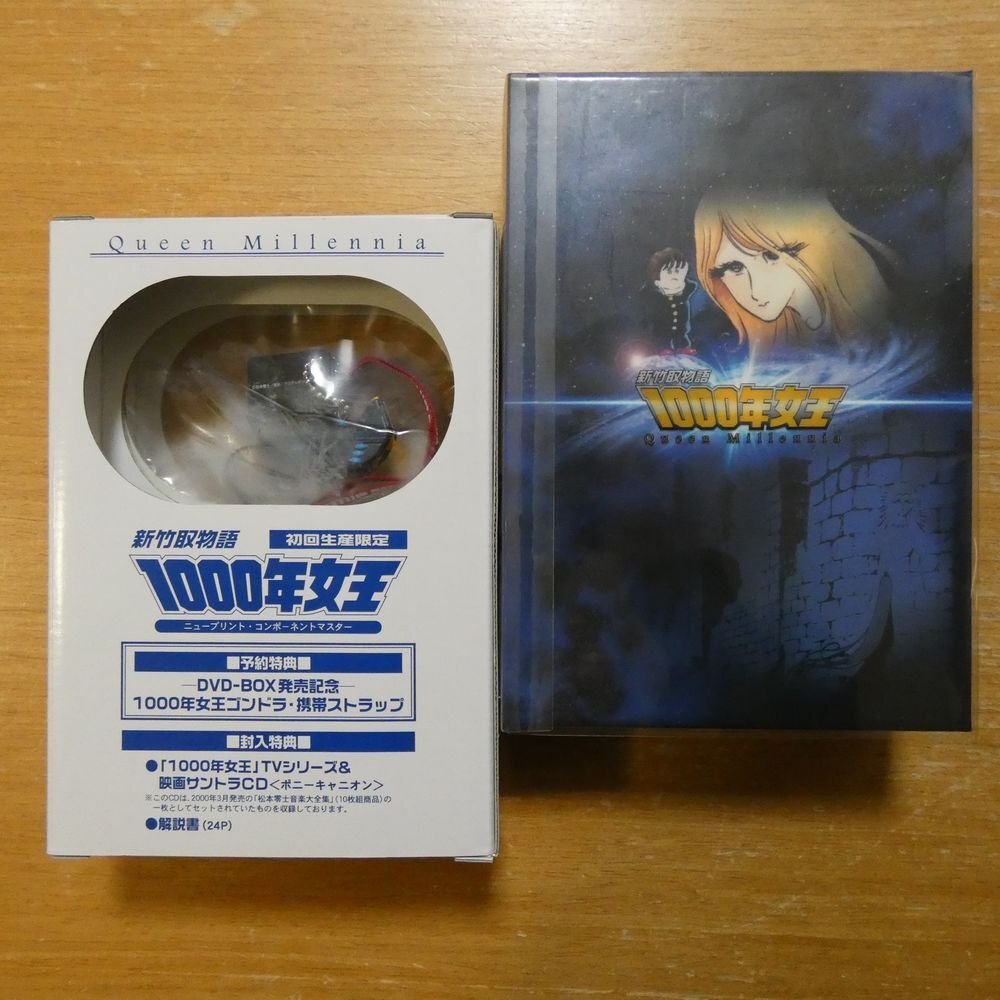 Queen Millennia
新竹取物語
初回生産限定
1000年女王
ニュープリント・コンポーネントマスター
■予約特典■
DVD-BOX発売記念
1000年女王ゴンドラ・携帯ストラップ
■封入特典■
●「1000年女王」TVシリーズ&
映画サントラCD<ポニーキャニオン>
※このCDは、2000年3月発売の「松本零士音楽大全集」(10枚組商品)の
一枚としてセットされていたものを収録しております。
●解説書(24P)
新竹取物語
1000年女王
Queen Millennia